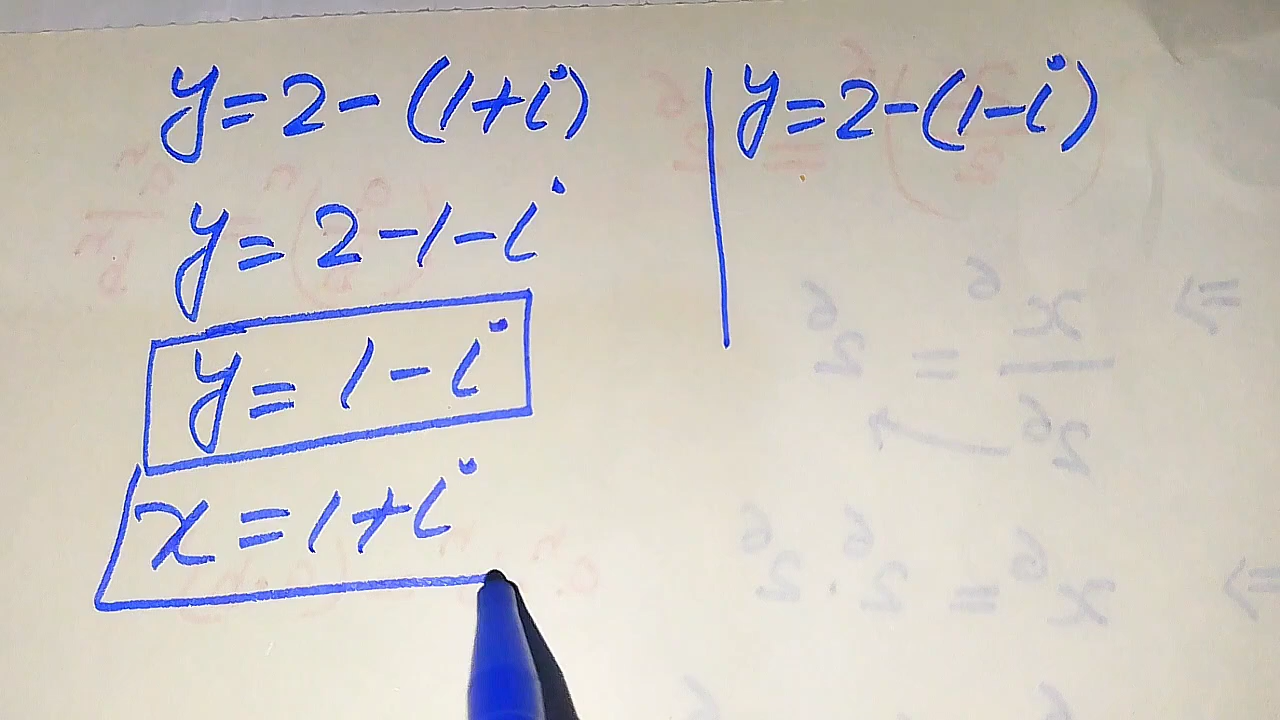 y = 2 - (1+i)
y = 2 - 1 - i
y = 1 - i
x = 1 + i
y = 2 - (1 - i)